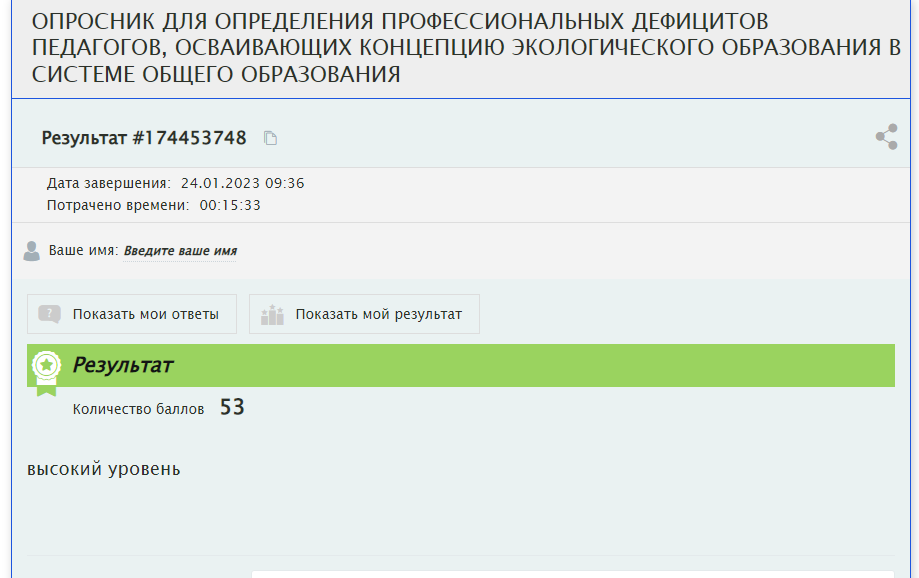 ОПРОСНИК ДЛЯ ОПРЕДЕЛЕНИЯ ПРОФЕССИОНАЛЬНЫХ ДЕФИЦИТОВ
ПЕДАГОГОВ, ОСВАИВАЮЩИХ КОНЦЕПЦИЮ ЭКОЛОГИЧЕСКОГО ОБРАЗОВАНИЯ В
СИСТЕМЕ ОБЩЕГО ОБРАЗОВАНИЯ
Результат #174453748
Дата завершения: 24.01.2023 09:36
Потрачено времени: 00:15:33
Ваше имя: Введите ваше имя
Показать мои ответы Показать мой результат
Результат
Количество баллов 53
высокий уровень